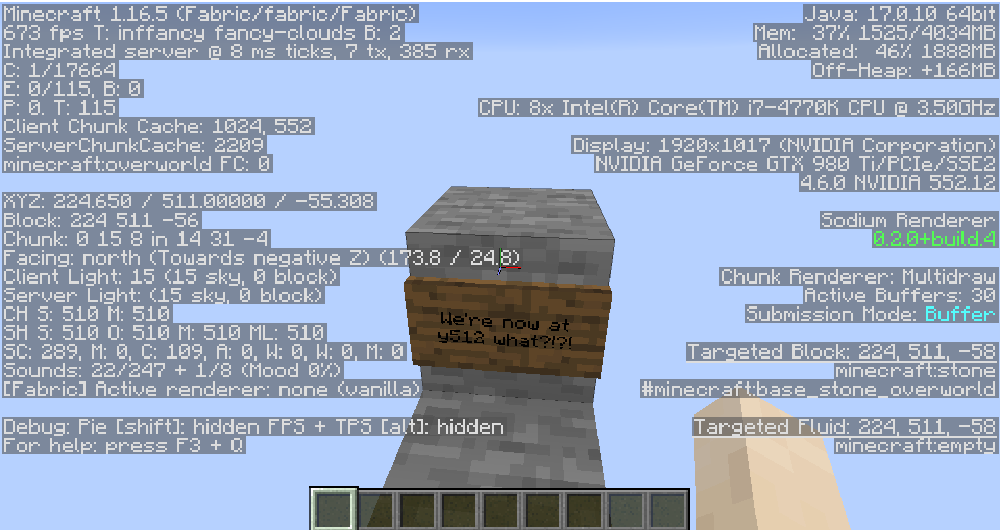 Minecraft 1.16.5 (Fabric/fabric/Fabric)
673 fps T: inffancy fancy-clouds B: 2
Integrated server @ 8 ms ticks, 7 tx, 385 rx
C: 1/17664
E: 0/115, B: 0
P: 0. T: 115
Client Chunk Cache: 1024, 552
ServerChunkCache: 2209
minecraft:overworld FC: 0
XYZ: 224.650 / 511.00000 / -55.308
Block: 224 511 -56
Chunk: 0 15 8 in 14 31 -4
Facing: north (Towards negative Z) (173.8 / 24.8)
Client Light: 15 (15 sky, 0 block)
Server Light: (15 sky, 0 block)
CH S: 510 M: 510
SH S: 510 O: 510 M: 510 ML: 510
SC: 289, M: 0, C: 109, A: 0, W: 0, W: 0, M: 0
Sounds: 22/247 + 1/8 (Mood 0%)
[Fabric] Active renderer: none (vanilla)
Debug: Pie [shift]: hidden FPS + TPS [alt]: hidden
For help: press F3 + Q
Java: 17.0.10 64bit
Mem: 37% 1525/4034MB
Allocated: 46% 1888MB
Off-Heap: +166MB
CPU: 8x Intel(R) Core(TM) i7-4770K CPU @ 3.50GHz
Display: 1920x1017 (NVIDIA Corporation)
NVIDIA GeForce GTX 980 Ti/PCIe/SSE2
4.6.0 NVIDIA 552.12
Sodium Renderer
0.2.0+build.4
Chunk Renderer: Multidraw
Active Buffers: 30
Submission Mode: Buffer
Targeted Block: 224, 511, -58
minecraft:stone
#minecraft:base_stone_overworld
Targeted Fluid: 224, 511, -58
minecraft:empty
We're now at
y512 what?!?!